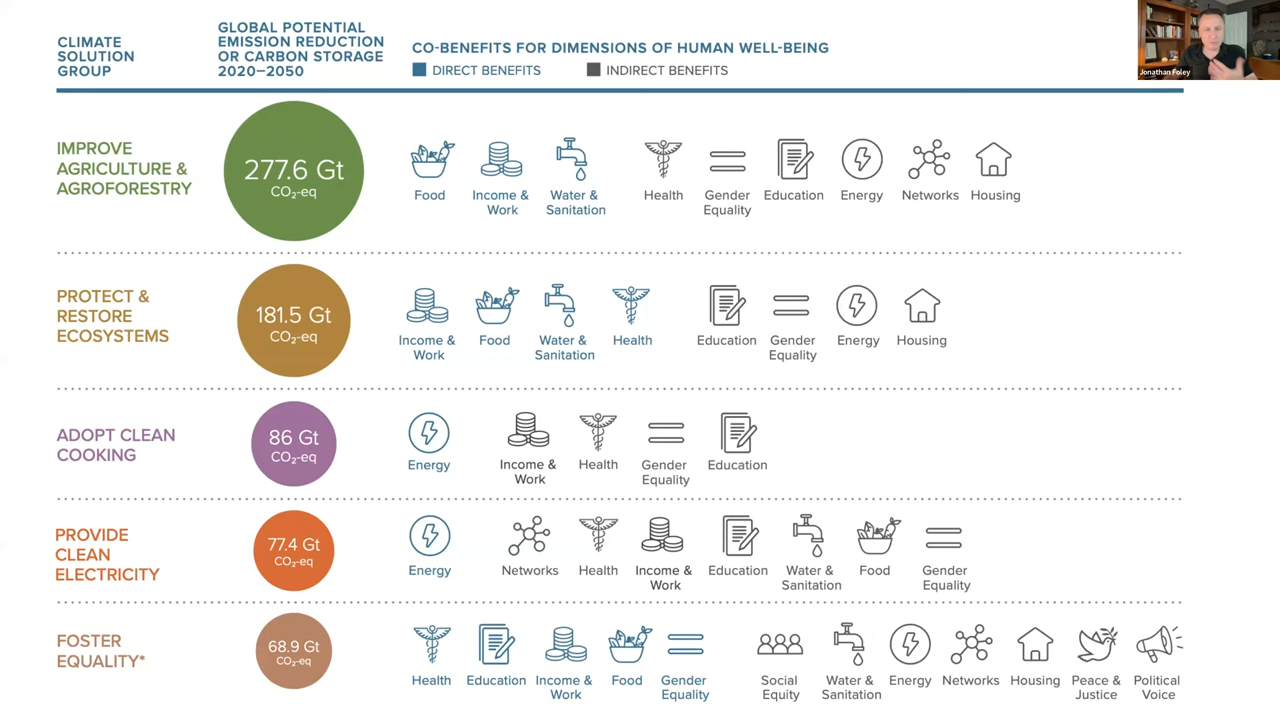 CLIMATE
SOLUTION
GROUP
GLOBAL POTENTIAL
EMISSION REDUCTION
OR CARBON STORAGE
2020–2050
CO-BENEFITS FOR DIMENSIONS OF HUMAN WELL-BEING
DIRECT BENEFITS
INDIRECT BENEFITS
Jonathan Foley
IMPROVE
AGRICULTURE &
AGROFORESTRY
277.6 Gt
CO₂-eq
Food
Income &
Work
Water &
Sanitation
Health
Gender
Equality
Education
Energy
Networks
Housing
PROTECT &
RESTORE
ECOSYSTEMS
181.5 Gt
CO₂-eq
Income &
Work
Food
Water &
Sanitation
Health
Education
Gender
Equality
Energy
Housing
ADOPT CLEAN
COOKING
86 Gt
CO₂-eq
Energy
Income &
Work
Health
Gender
Equality
Education
PROVIDE
CLEAN
ELECTRICITY
77.4 Gt
CO₂-eq
Energy
Networks
Health
Income &
Work
Education
Water &
Sanitation
Food
Gender
Equality
FOSTER
EQUALITY*
68.9 Gt
CO₂-eq
Health
Education
Income &
Work
Food
Gender
Equality
Social
Equity
Water &
Sanitation
Energy
Networks
Housing
Peace &
Justice
Political
Voice